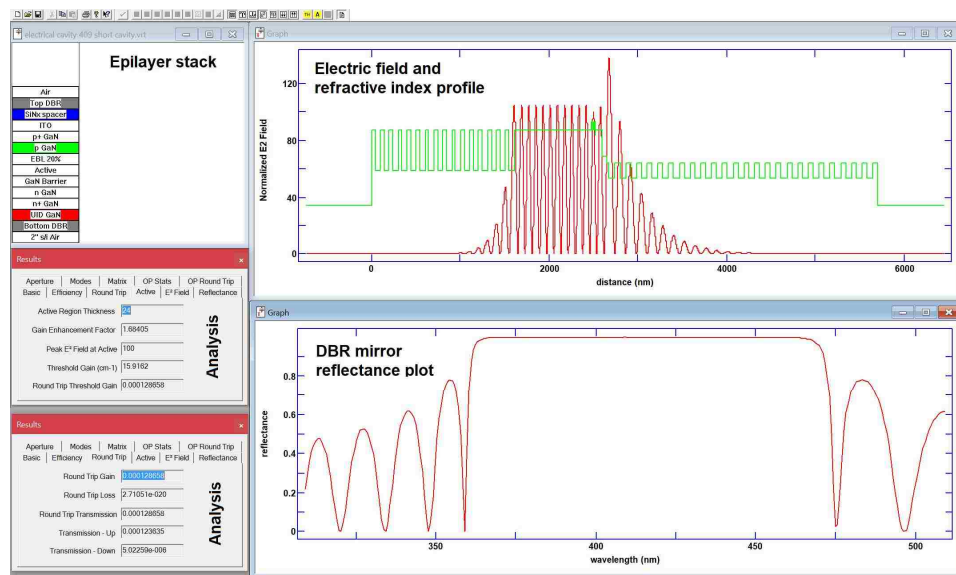 electrical cavity 409 short cavity.vrt
Epilayer stack
Air
Top DBR
SiNx spacer
ITO
p+ GaN
p GaN
EBL 20%
Active
GaN Barrier
n GaN
n+ GaN
UID GaN
Bottom DBR
2" s/i Air
Results
Aperture Modes Matrix OP Stats OP Round Trip
Basic Efficiency Round Trip Active E² Field Reflectance
Active Region Thickness 24
Gain Enhancement Factor 1.68405
Peak E² Field at Active 100
Threshold Gain (cm-1) 15.9162
Round Trip Threshold Gain 0.000128658
Analysis
Results
Aperture Modes Matrix OP Stats OP Round Trip
Basic Efficiency Round Trip Active E² Field Reflectance
Round Trip Gain 0.000128658
Round Trip Loss 2.71051e-020
Round Trip Transmission 0.000128658
Transmission - Up 0.000123635
Transmission - Down 5.02259e-006
Analysis
Graph
Electric field and
refractive index profile
Normalized E2 Field
120
80
40
0
0 2000 4000 6000
distance (nm)
Graph
DBR mirror
reflectance plot
reflectance
0.8
0.6
0.4
0.2
0
350 400 450 500
wavelength (nm)